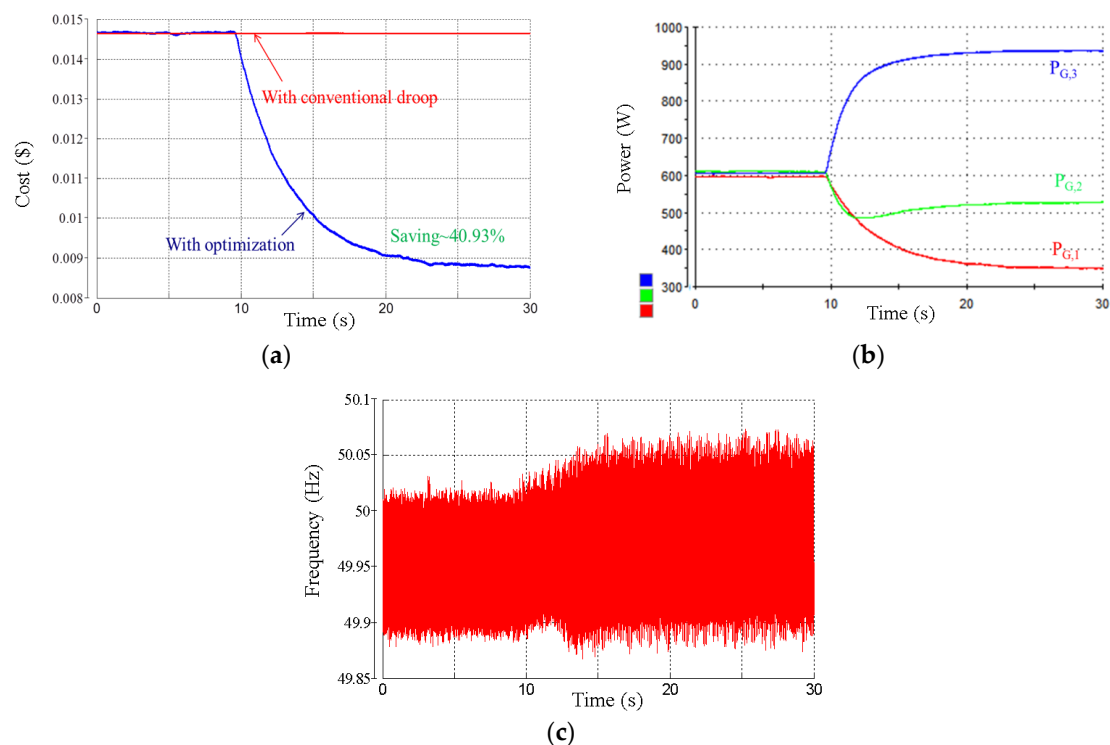 0.015
0.014
0.013
0.012
0.011
0.01
0.009
0.008
Cost ($)
With conventional droop
With optimization
Saving~40.93%
0
10
20
30
Time (s)
(a)
1000
900
800
700
600
500
400
300
Power (W)
P_G,3
P_G,2
P_G,1
0
10
20
30
Time (s)
(b)
50.1
50.05
50
49.95
49.9
49.85
Frequency (Hz)
0
10
20
30
Time (s)
(c)